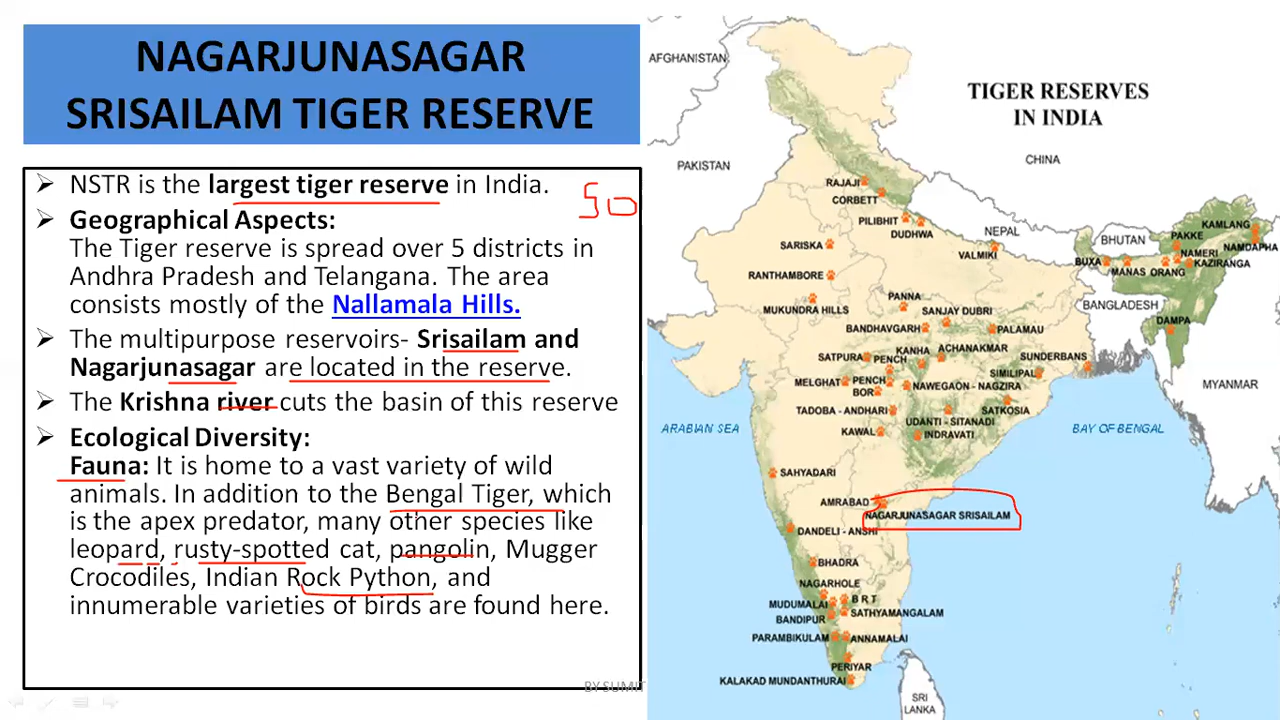 NAGARJUNASAGAR
SRISAILAM TIGER RESERVE
➢ NSTR is the largest tiger reserve in India.
50
➢ Geographical Aspects:
The Tiger reserve is spread over 5 districts in
Andhra Pradesh and Telangana. The area
consists mostly of the Nallamala Hills.
➢ The multipurpose reservoirs- Srisailam and
Nagarjunasagar are located in the reserve.
➢ The Krishna river cuts the basin of this reserve
➢ Ecological Diversity:
Fauna: It is home to a vast variety of wild
animals. In addition to the Bengal Tiger, which
is the apex predator, many other species like
leopard, rusty-spotted cat, pangolin, Mugger
Crocodiles, Indian Rock Python, and
innumerable varieties of birds are found here.
BY SUMIT
TIGER RESERVES
IN INDIA
AFGHANISTAN
PAKISTAN
CHINA
RAJAJI
CORBETT
PILIBHIT
DUDHWA
NEPAL
VALMIKI
SARISKA
RANTHAMBORE
MUKUNDRA HILLS
BHUTAN
BUXA
MANAS
ORANG
PAKKE
NAMERI
KAZIRANGA
KAMLANG
NAMDAPHA
BANGLADESH
DAMPA
MYANMAR
PANNA
SANJAY DUBRI
BANDHAVGARH
PALAMAU
KANHA
ACHANAKMAR
SATPURA
PENCH
SUNDERBANS
SIMILIPAL
MELGHAT
PENCH
BOR
NAWEGAON - NAGZIRA
SATKOSIA
TADOBA - ANDHARI
UDANTI - SITANADI
KAWAL
INDRAVATI
ARABIAN SEA
BAY OF BENGAL
SAHYADARI
AMRABAD
NAGARJUNASAGAR SRISAILAM
DANDELI - ANSHI
BHADRA
NAGARHOLE
B R T
MUDUMALAI
SATHYAMANGALAM
BANDIPUR
PARAMBIKULAM
ANNAMALAI
PERIYAR
KALAKAD MUNDANTHURAI
SRI
LANKA